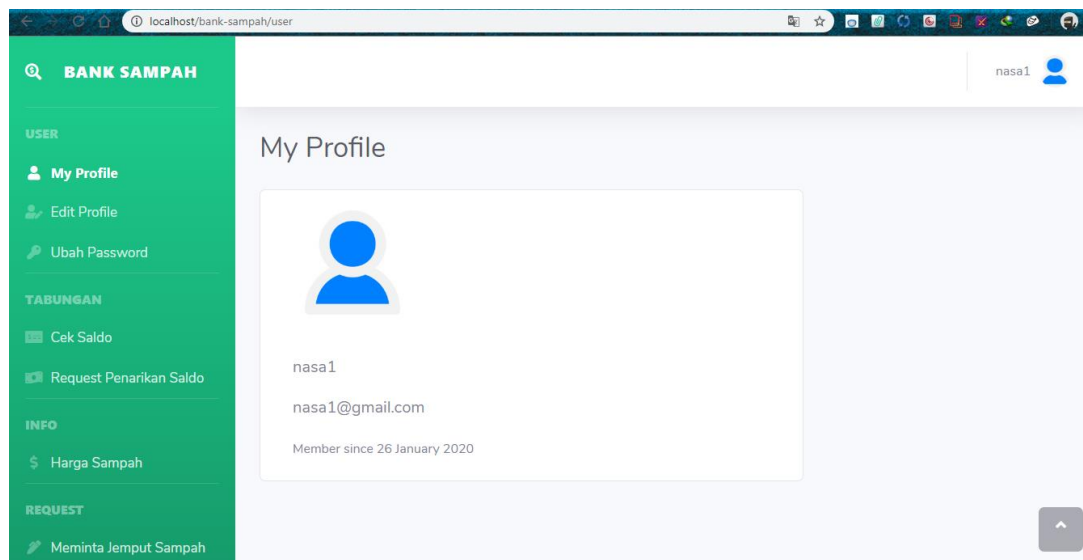 localhost/bank-sampah/user
BANK SAMPAH
nasa1
USER
My Profile
Edit Profile
Ubah Password
TABUNGAN
Cek Saldo
Request Penarikan Saldo
INFO
$ Harga Sampah
REQUEST
Meminta Jemput Sampah
My Profile
nasa1
nasa1@gmail.com
Member since 26 January 2020